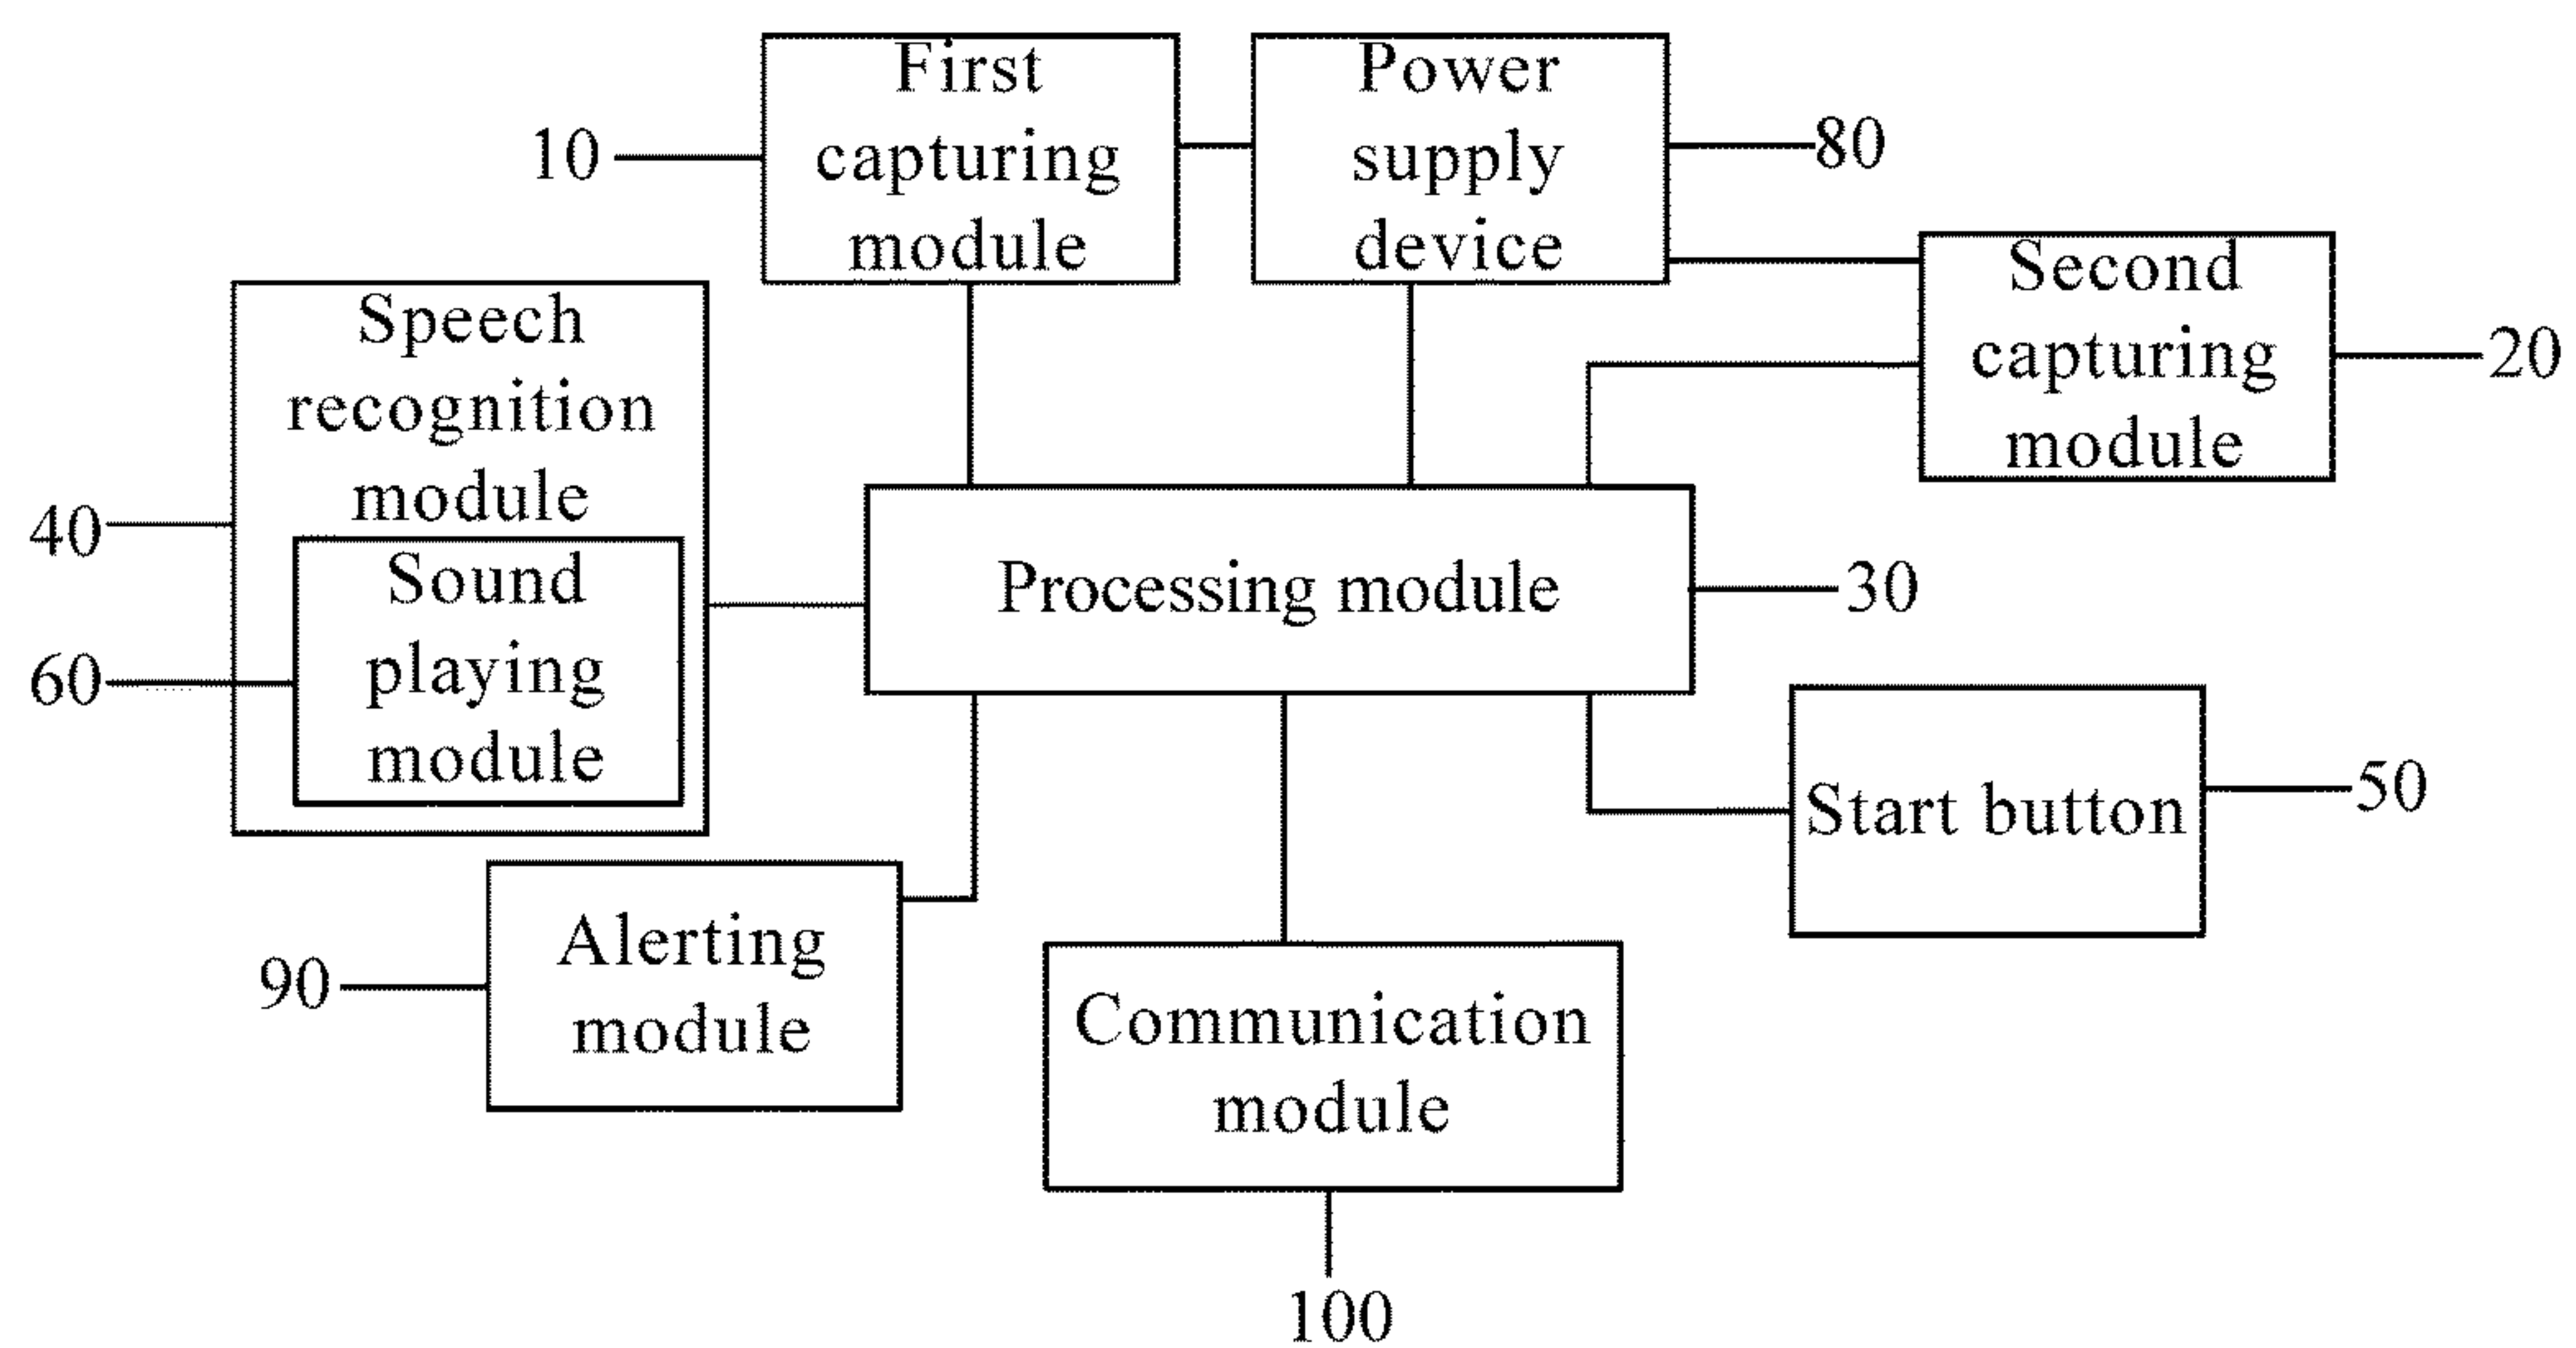 First
capturing
module
10
Power
supply
device
80
Second
capturing
module
20
Speech
recognition
module
40
Sound
playing
module
60
Processing module
30
Start button
50
Alerting
module
90
Communication
module
100